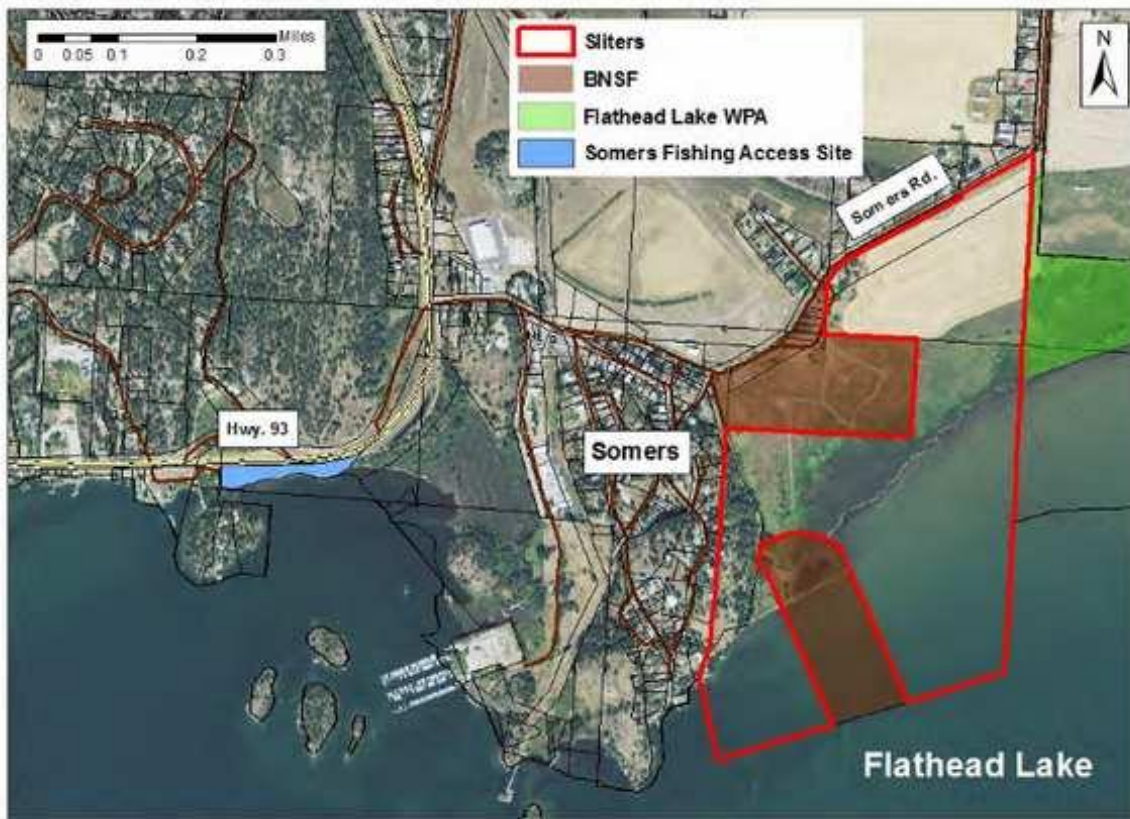 Miles
0 0.05 0.1 0.2 0.3
Sliters
BNSF
Flathead Lake WPA
Somers Fishing Access Site
N
Somers Rd.
Hwy. 93
Somers
Flathead Lake